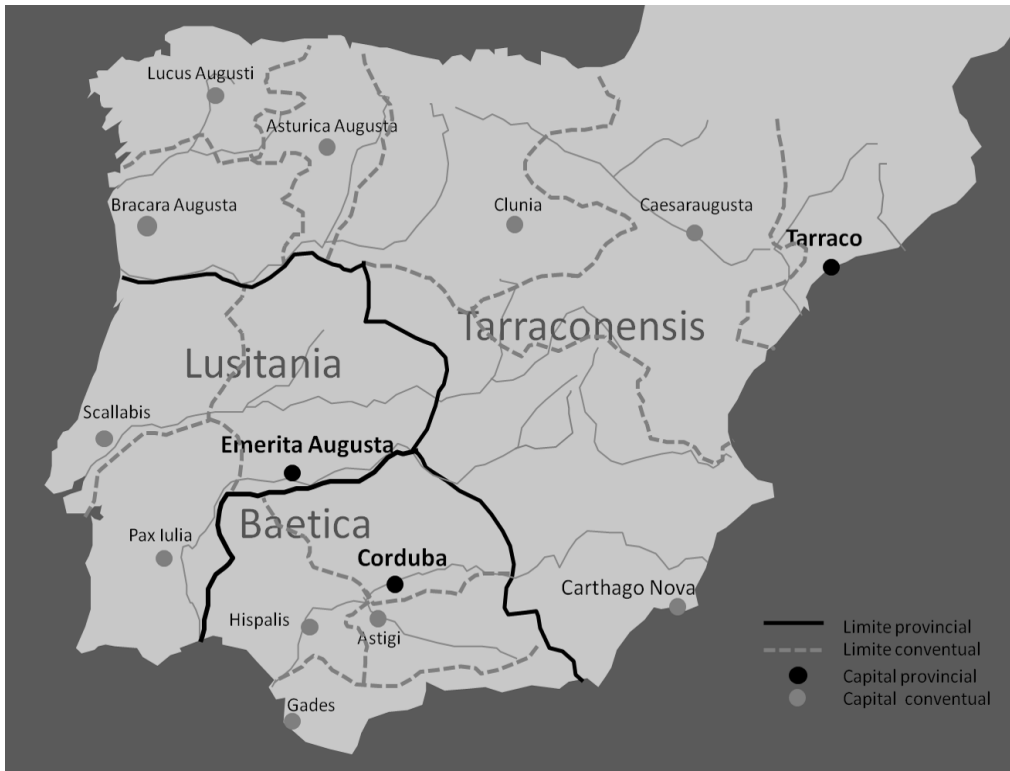 Lucus Augusti
Asturica Augusta
Bracara Augusta
Clunia
Caesaraugusta
Tarraco
Tarraconensis
Lusitania
Scallabis
Emerita Augusta
Baetica
Pax Iulia
Corduba
Carthago Nova
Hispalis
Astigi
Gades
Limite provincial
Limite conventual
Capital provincial
Capital conventual